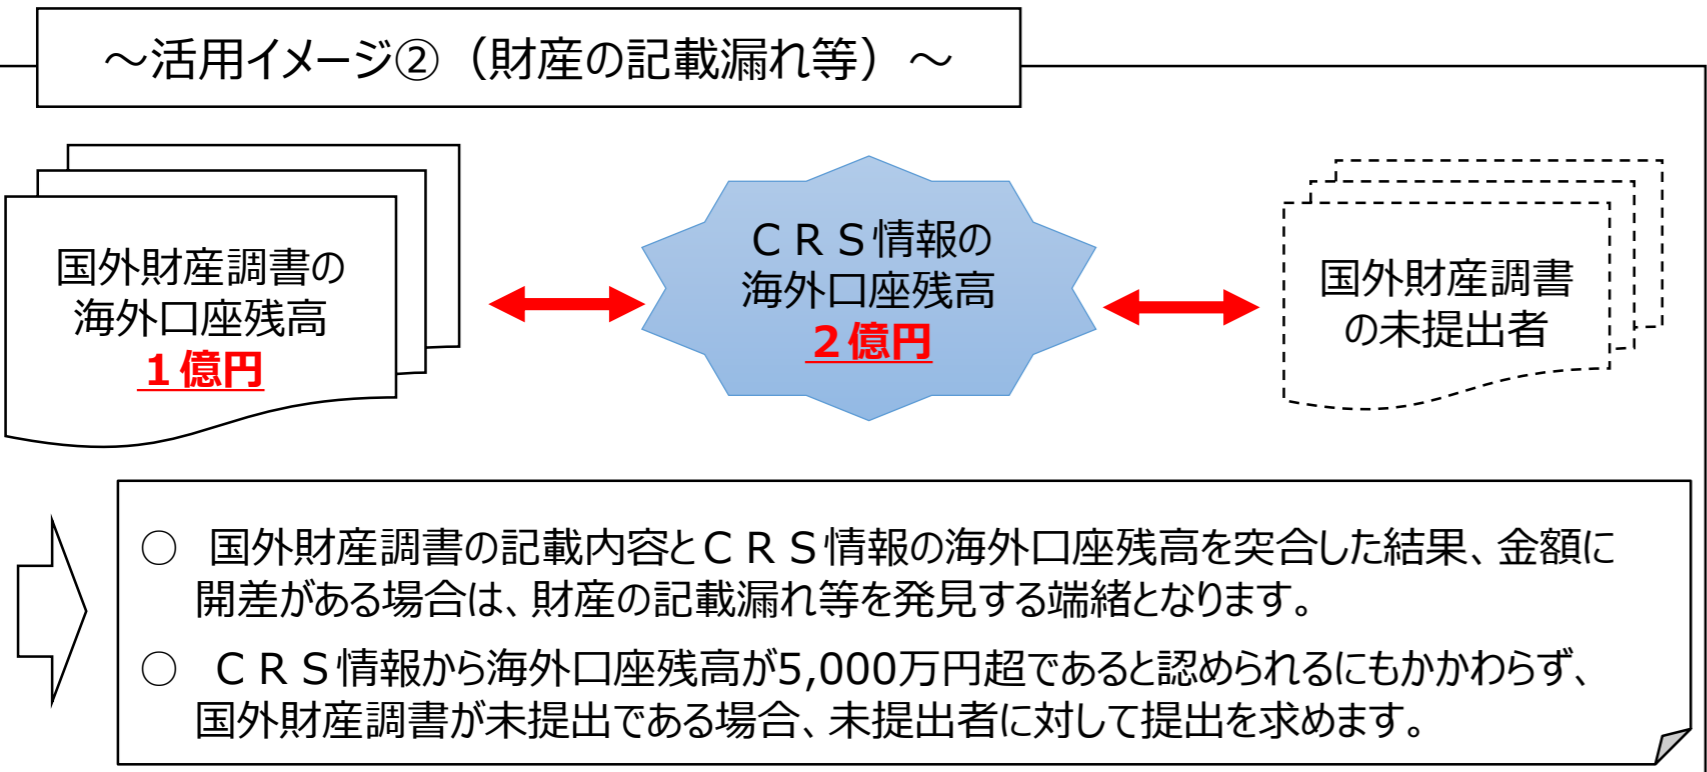 ～活用イメージ②（財産の記載漏れ等）～
国外財産調書の
海外口座残高
１億円
ＣＲＳ情報の
海外口座残高
２億円
国外財産調書
の未提出者
○　国外財産調書の記載内容とＣＲＳ情報の海外口座残高を突合した結果、金額に
開差がある場合は、財産の記載漏れ等を発見する端緒となります。
○　ＣＲＳ情報から海外口座残高が5,000万円超であると認められるにもかかわらず、
国外財産調書が未提出である場合、未提出者に対して提出を求めます。